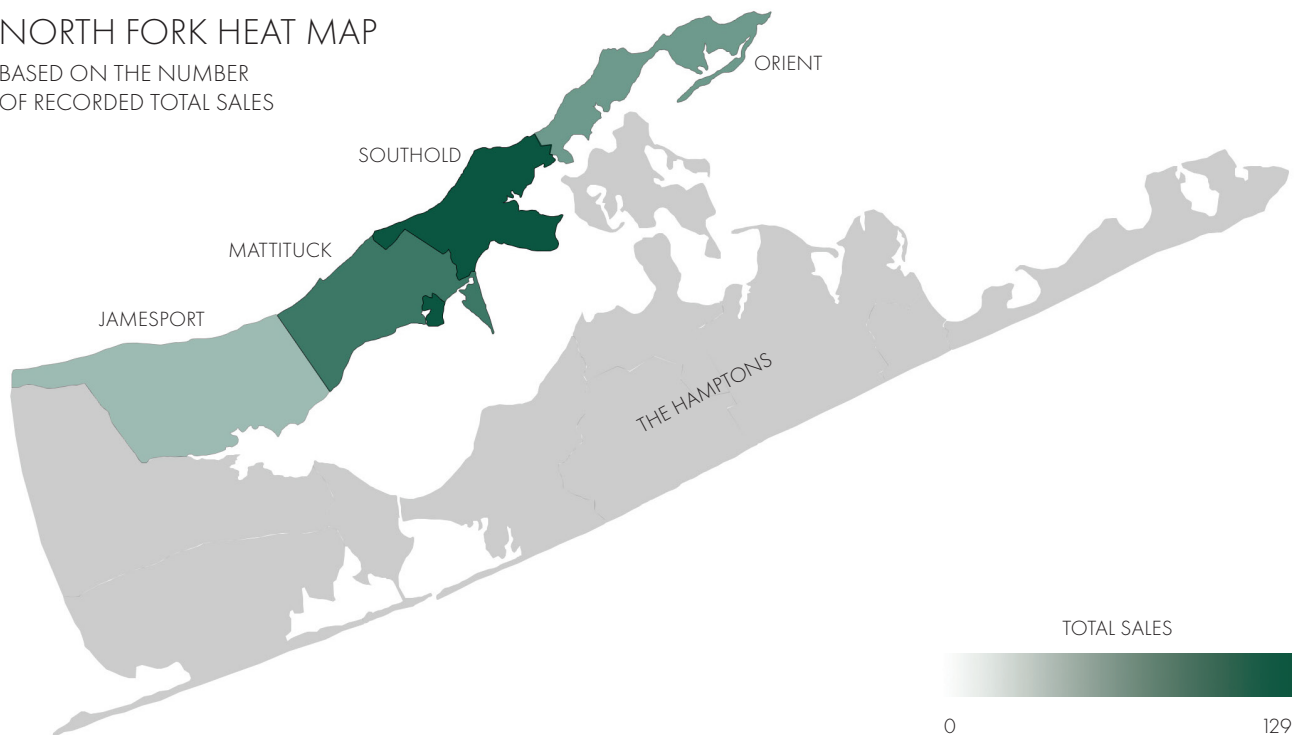 NORTH FORK HEAT MAP
BASED ON THE NUMBER
OF RECORDED TOTAL SALES
ORIENT
SOUTHOLD
MATTITUCK
JAMESPORT
THE HAMPTONS
TOTAL SALES
0
129